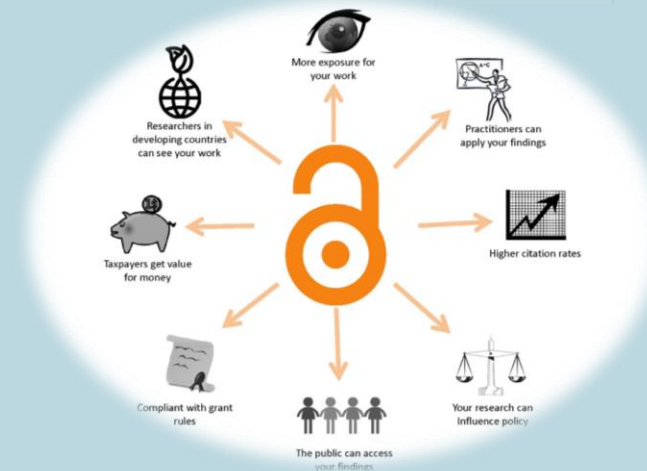 More exposure for
your work
Practitioners can
apply your findings
Higher citation rates
Your research can
Influence policy
The public can access
your findings
Compliant with grant
rules
Taxpayers get value
for money
Researchers in
developing countries
can see your work